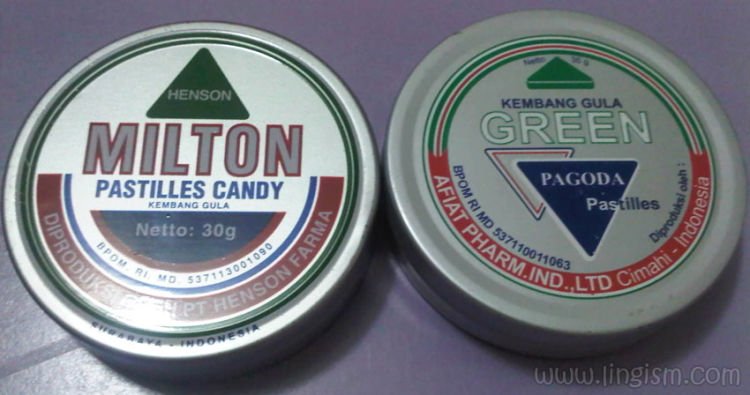 HENSON
MILTON
PASTILLES CANDY
KEMBANG GULA
Netto: 30g
BPOM. RI. MD. 537113001090
DIPRODUKSI OLEH PT HENSON FARMA
SURABAYA - INDONESIA
Netto 30 g
KEMBANG GULA
GREEN
PAGODA
Pastilles
BPOM RI MD 537110011063
Diproduksi oleh :
AFIAT PHARM.IND.,LTD Cimahi - Indonesia
www.lingism.com